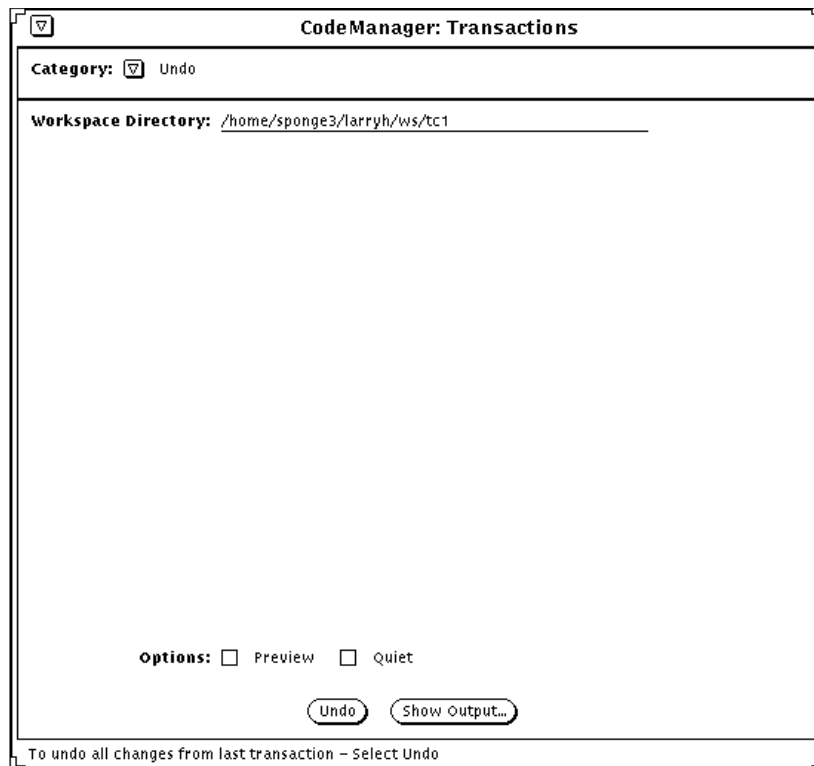 CodeManager: Transactions
Category: Undo
Workspace Directory: /home/sponge3/larryh/ws/tc1
Options: Preview Quiet
Undo Show Output...
To undo all changes from last transaction – Select Undo